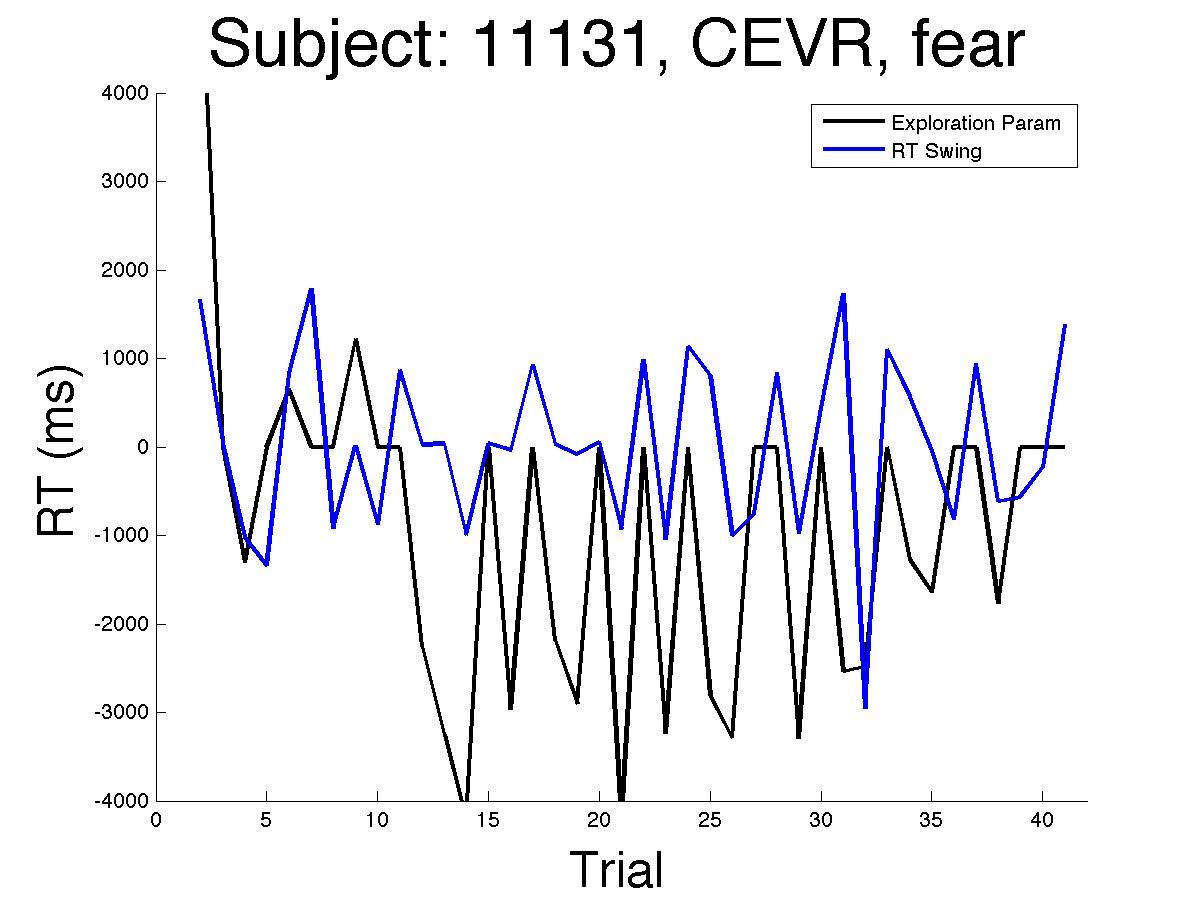 Subject: 11131, CEVR, fear
4000
3000
2000
1000
0
-1000
-2000
-3000
-4000
RT (ms)
Exploration Param
RT Swing
0 5 10 15 20 25 30 35 40
Trial